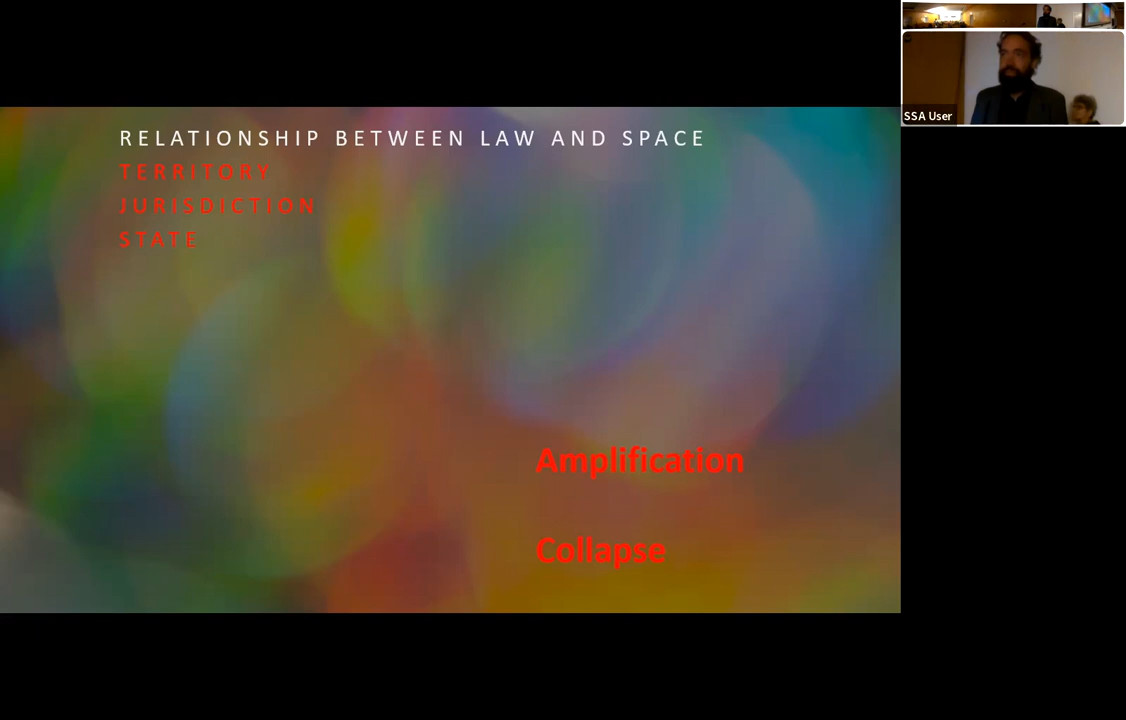 RELATIONSHIP BETWEEN LAW AND SPACE
TERRITORY
JURISDICTION
STATE
Amplification
Collapse
SSA User